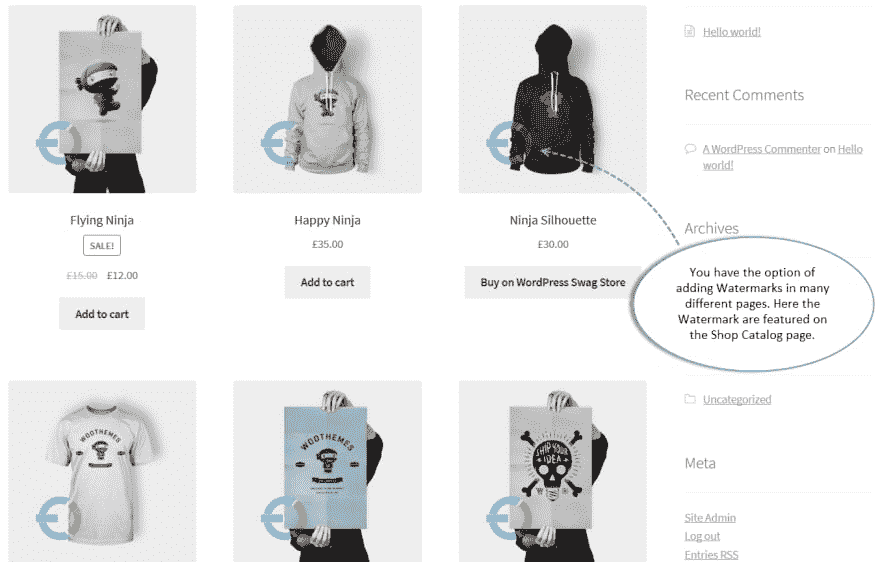 Flying Ninja
SALE!
£15.00 £12.00
Add to cart
Happy Ninja
£35.00
Add to cart
Ninja Silhouette
£30.00
Buy on WordPress Swag Store
WOOTHEMES
WOOTHEMES
SHIP YOUR
IDEA
Hello world!
Recent Comments
A WordPress Commenter on Hello
world!
Archives
You have the option of
adding Watermarks in many
different pages. Here the
Watermark are featured on
the Shop Catalog page.
Uncategorized
Meta
Site Admin
Log out
Entries RSS